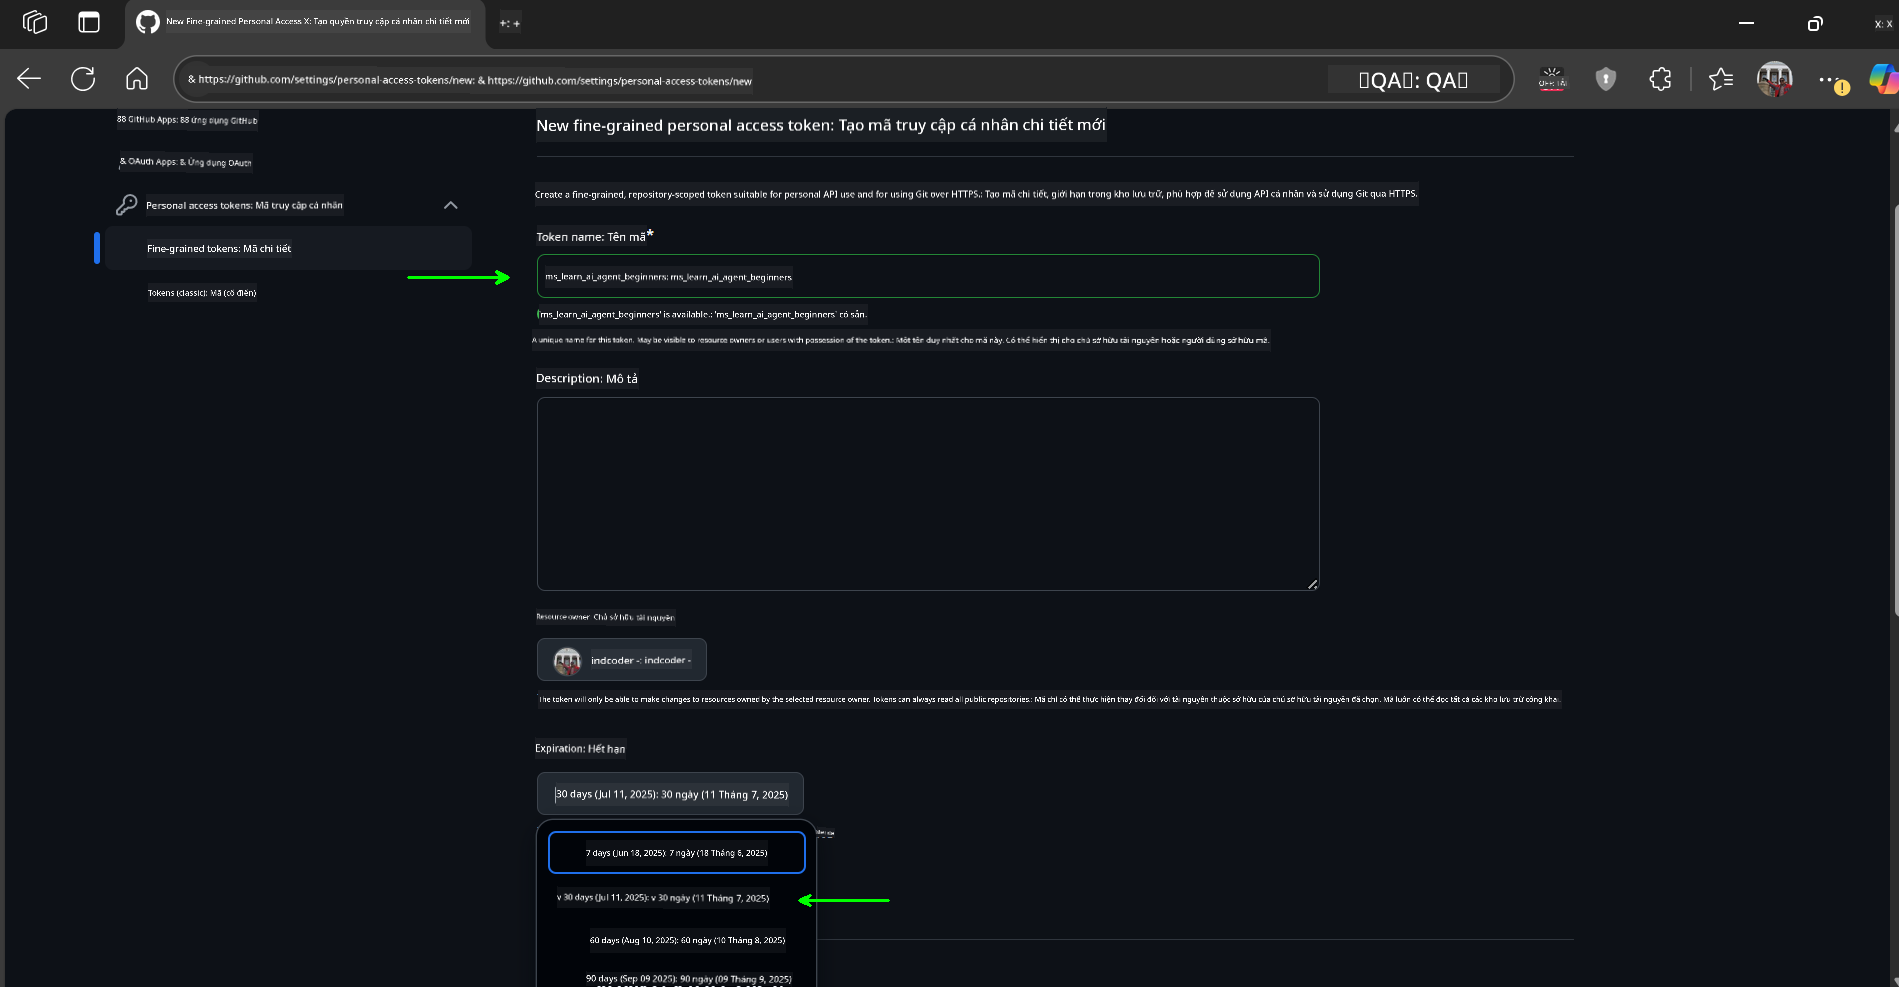 New Fine-grained Personal Access X: Tạo quyền truy cập cá nhân chi tiết mới
+: +
X: X
& https://github.com/settings/personal-access-tokens/new: & https://github.com/settings/personal-access-tokens/new
QA: QA
88 GitHub Apps: 88 ứng dụng GitHub
& OAuth Apps: & Ứng dụng OAuth
Personal access tokens: Mã truy cập cá nhân
Fine-grained tokens: Mã chi tiết
Tokens (classic): Mã (cổ điển)
New fine-grained personal access token: Tạo mã truy cập cá nhân chi tiết mới
Create a fine-grained, repository-scoped token suitable for personal API use and for using Git over HTTPS.: Tạo mã chi tiết, giới hạn trong kho lưu trữ, phù hợp để sử dụng API cá nhân và sử dụng Git qua HTTPS.
Token name: Tên mã*
ms_learn_ai_agent_beginners: ms_learn_ai_agent_beginners
'ms_learn_ai_agent_beginners' is available.: 'ms_learn_ai_agent_beginners' có sẵn.
A unique name for this token. May be visible to resource owners or users with possession of the token.: Một tên duy nhất cho mã này. Có thể hiển thị cho chủ sở hữu tài nguyên hoặc người dùng sở hữu mã.
Description: Mô tả
Resource owner: Chủ sở hữu tài nguyên
indcoder -: indcoder -
The token will only be able to make changes to resources owned by the selected resource owner. Tokens can always read all public repositories.: Mã chỉ có thể thực hiện thay đổi đối với tài nguyên thuộc sở hữu của chủ sở hữu tài nguyên đã chọn. Mã luôn có thể đọc tất cả các kho lưu trữ công khai.
Expiration: Hết hạn
30 days (Jul 11, 2025): 30 ngày (11 Tháng 7, 2025)
7 days (Jun 18, 2025): 7 ngày (18 Tháng 6, 2025)
v 30 days (Jul 11, 2025): v 30 ngày (11 Tháng 7, 2025)
60 days (Aug 10, 2025): 60 ngày (10 Tháng 8, 2025)
90 days (Sep 09 2025): 90 ngày (09 Tháng 9, 2025)